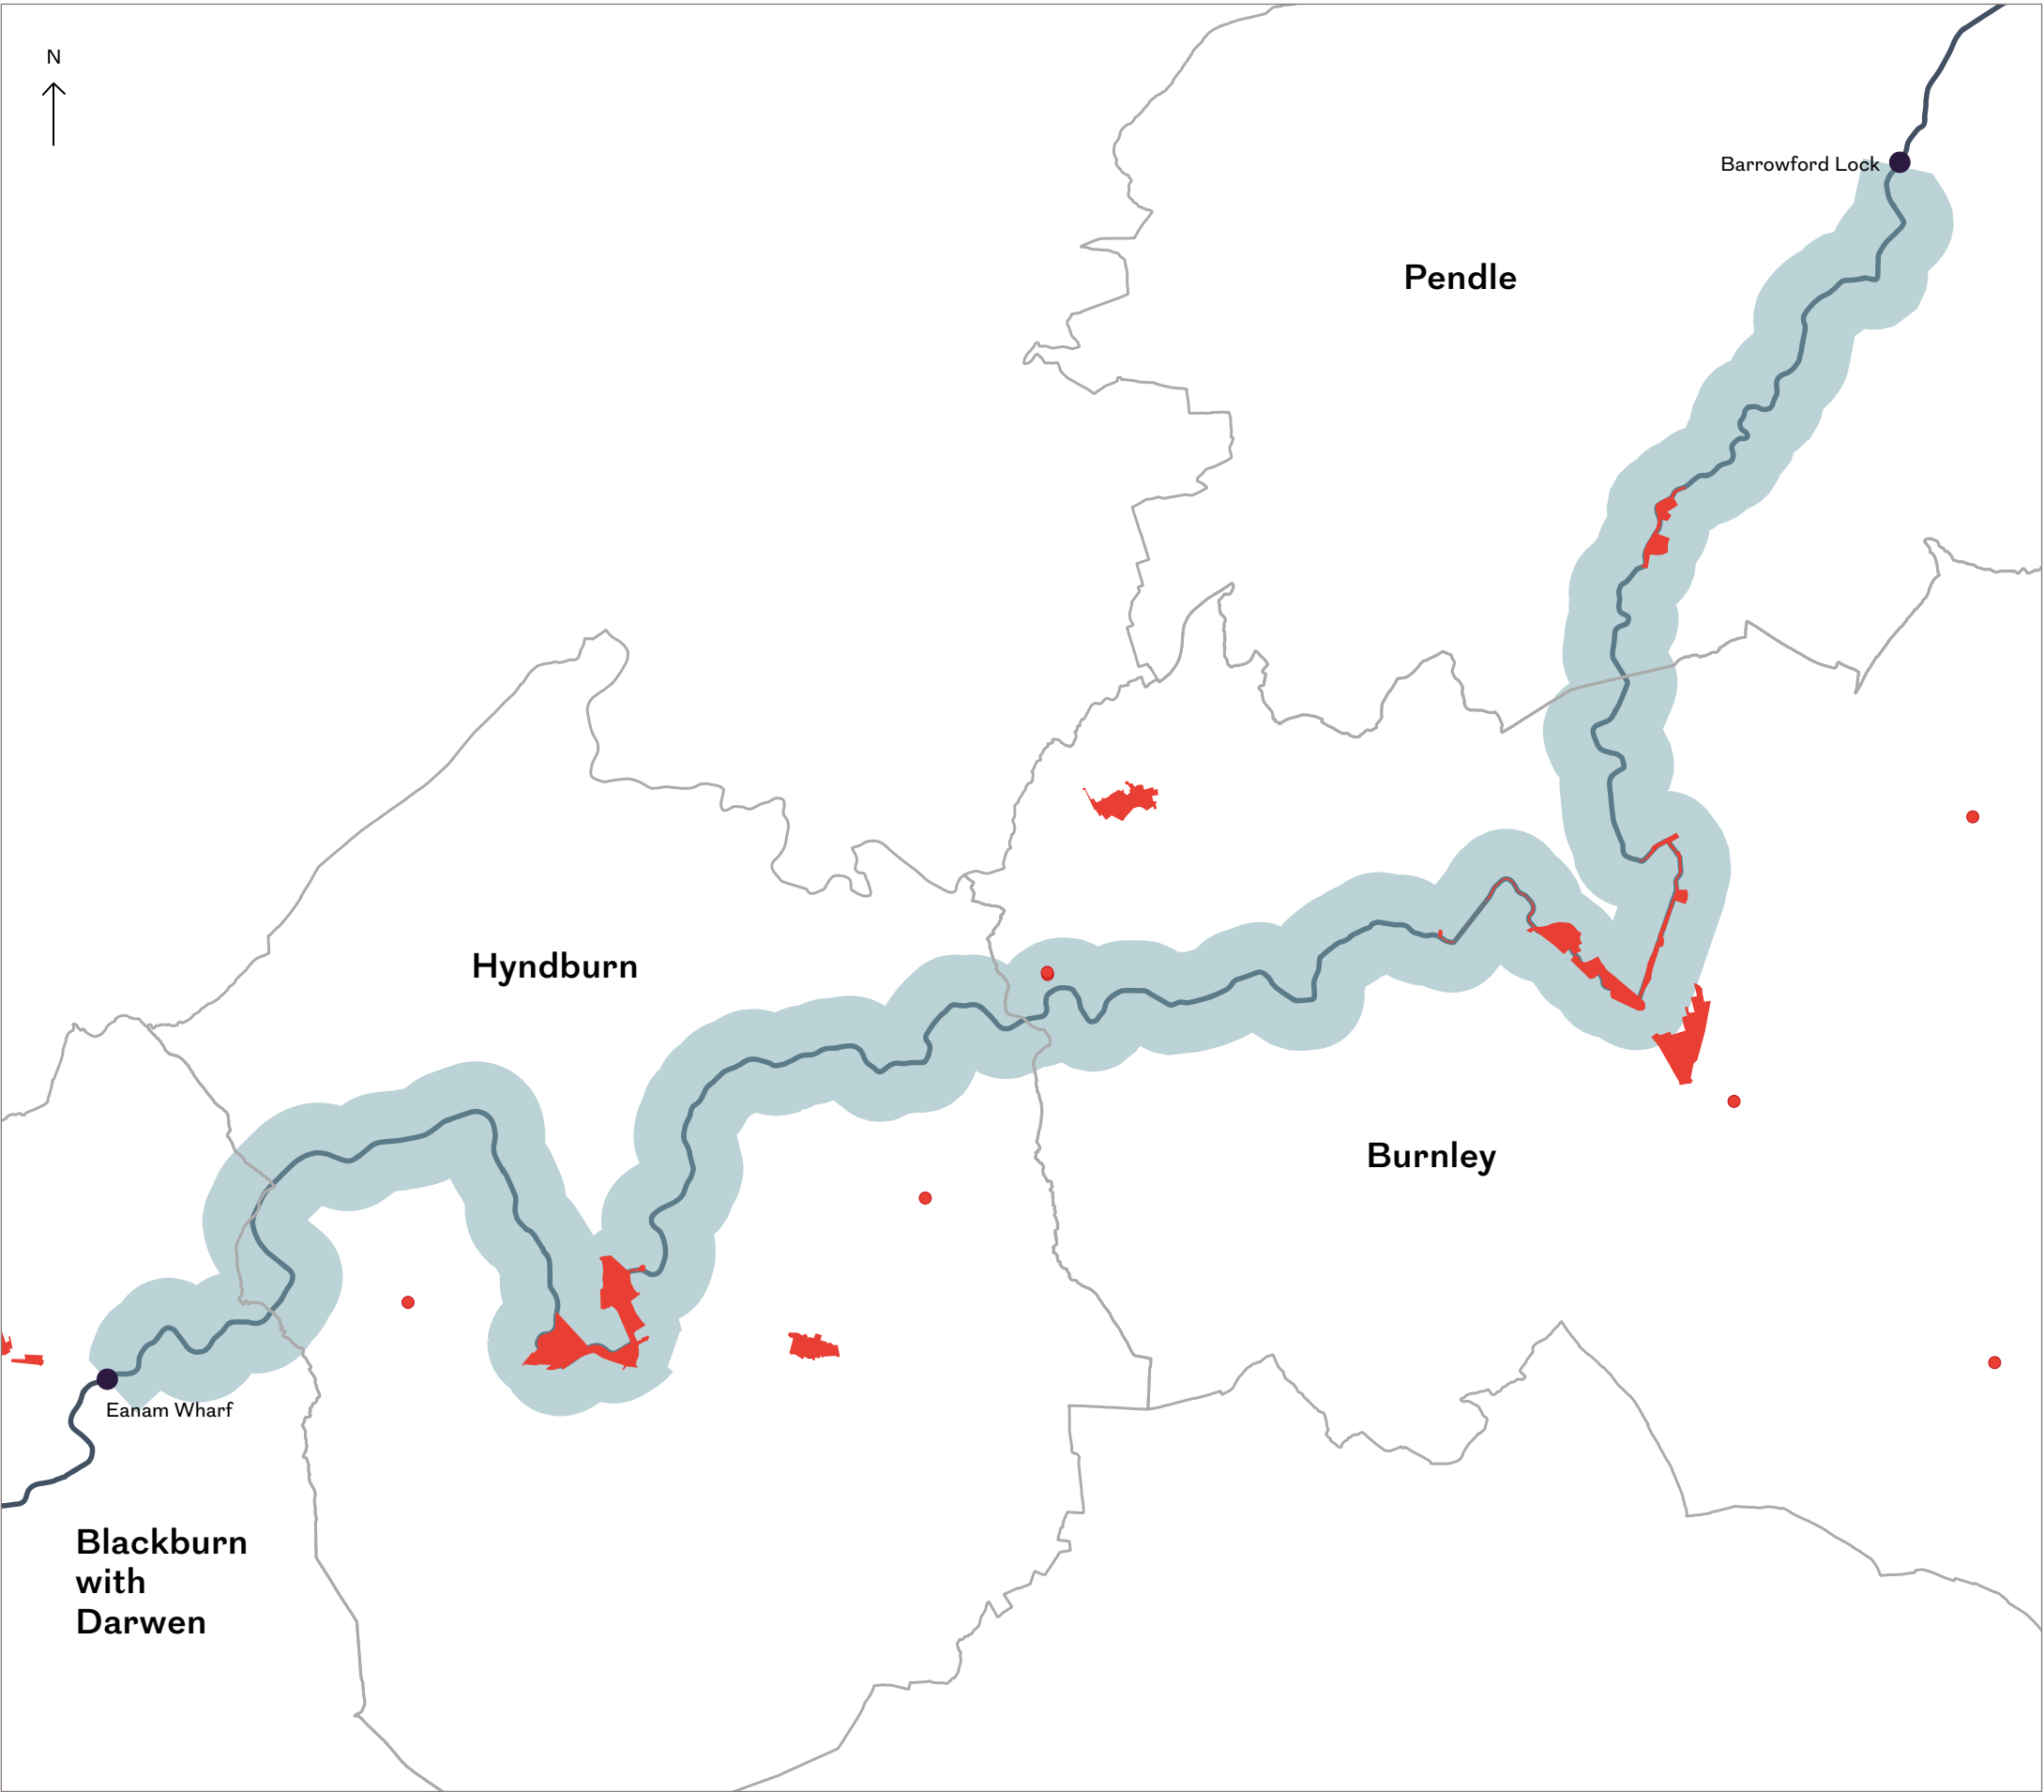 N
Barrowford Lock
Pendle
Hyndburn
Burnley
Eanam Wharf
Blackburn
with
Darwen